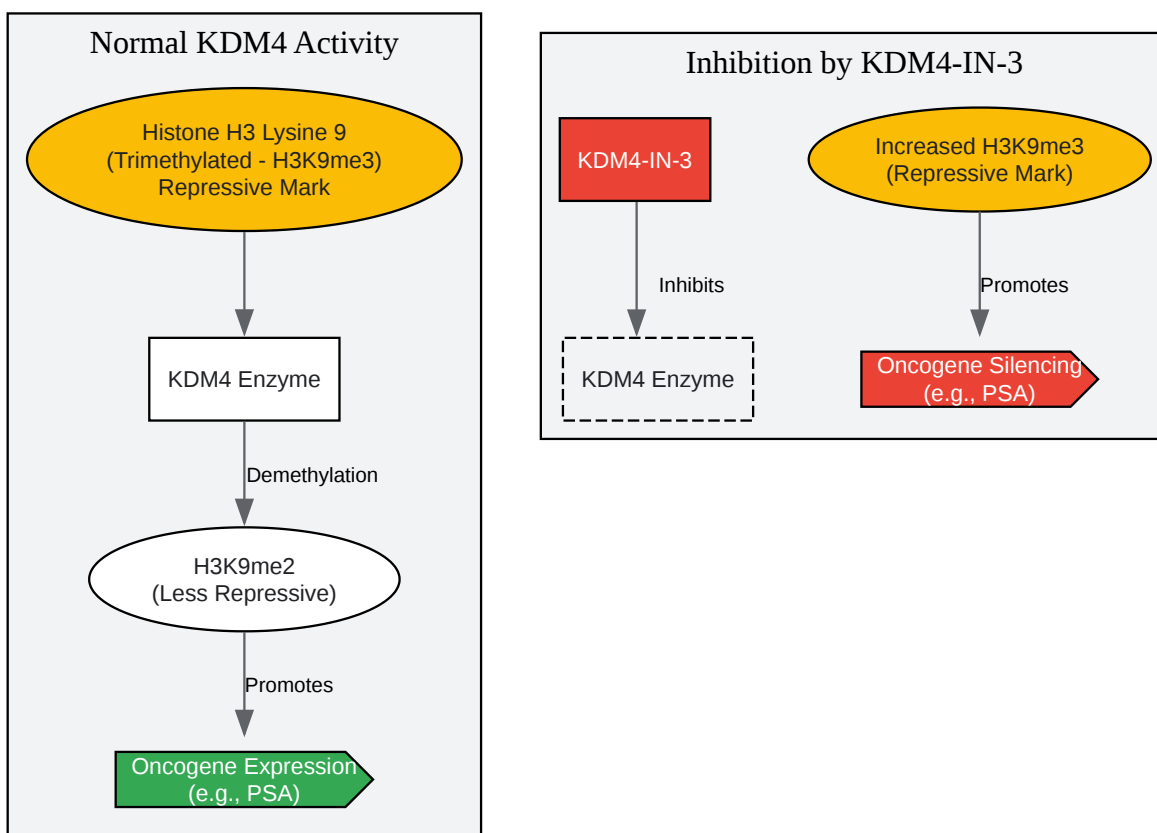 Normal KDM4 Activity
Histone H3 Lysine 9
(Trimethylated - H3K9me3)
Repressive Mark
KDM4 Enzyme
Demethylation
H3K9me2
(Less Repressive)
Promotes
Oncogene Expression
(e.g., PSA)
Inhibition by KDM4-IN-3
KDM4-IN-3
Inhibits
KDM4 Enzyme
Increased H3K9me3
(Repressive Mark)
Promotes
Oncogene Silencing
(e.g., PSA)